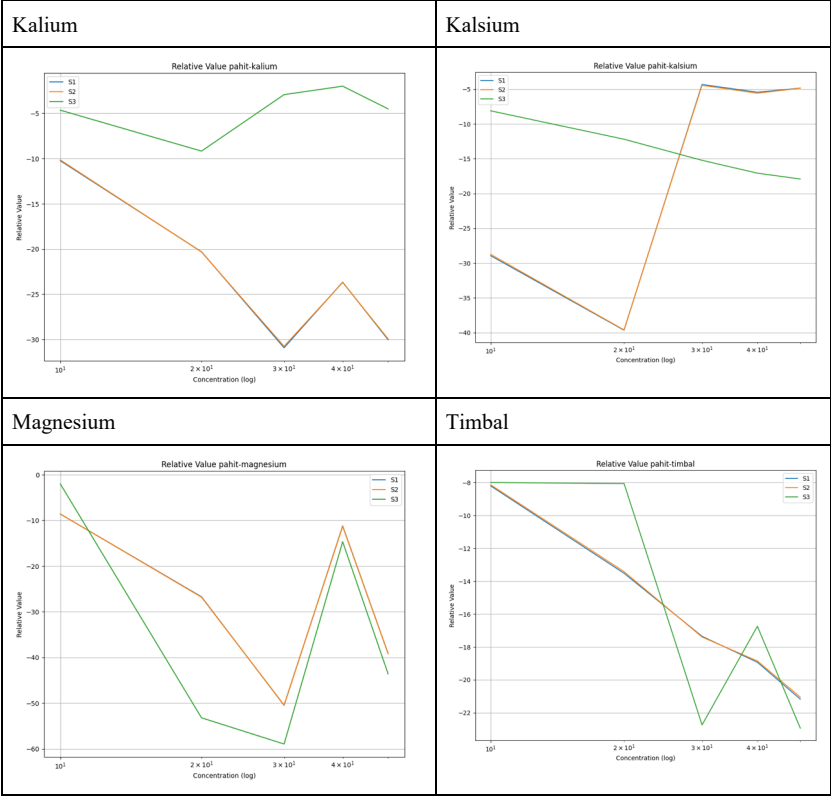 Kalium
Kalsium
Relative Value pahit-kalium
S1
S2
S3
−5
−10
−15
−20
−25
−30
Relative Value
10¹
2 × 10¹
3 × 10¹
4 × 10¹
Concentration (log)
Relative Value pahit-kalsium
S1
S2
S3
−5
−10
−15
−20
−25
−30
−35
−40
Relative Value
10¹
2 × 10¹
3 × 10¹
4 × 10¹
Concentration (log)
Magnesium
Timbal
Relative Value pahit-magnesium
S1
S2
S3
0
−10
−20
−30
−40
−50
−60
Relative Value
10¹
2 × 10¹
3 × 10¹
4 × 10¹
Concentration (log)
Relative Value pahit-timbal
S1
S2
S3
−8
−10
−12
−14
−16
−18
−20
−22
Relative Value
10¹
2 × 10¹
3 × 10¹
4 × 10¹
Concentration (log)